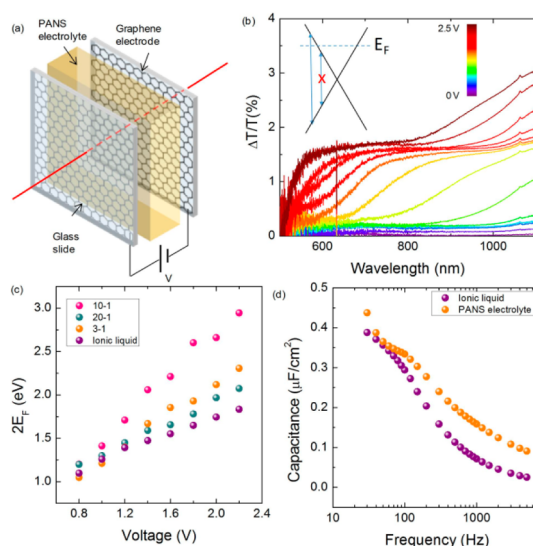 (a)
PANS
electrolyte
Graphene
electrode
Glass
slide
V
(b)
ΔT/T(%)
4
3
2
1
0
E_F
X
2.5 V
0 V
600
800
1000
Wavelength (nm)
(c)
2E_F (eV)
3.0
2.5
2.0
1.5
1.0
10-1
20-1
3-1
Ionic liquid
0.8
1.2
1.6
2.0
2.4
Voltage (V)
(d)
Capacitance (μF/cm²)
0.5
0.4
0.3
0.2
0.1
0.0
Ionic liquid
PANS electrolyte
10
100
1000
Frequency (Hz)